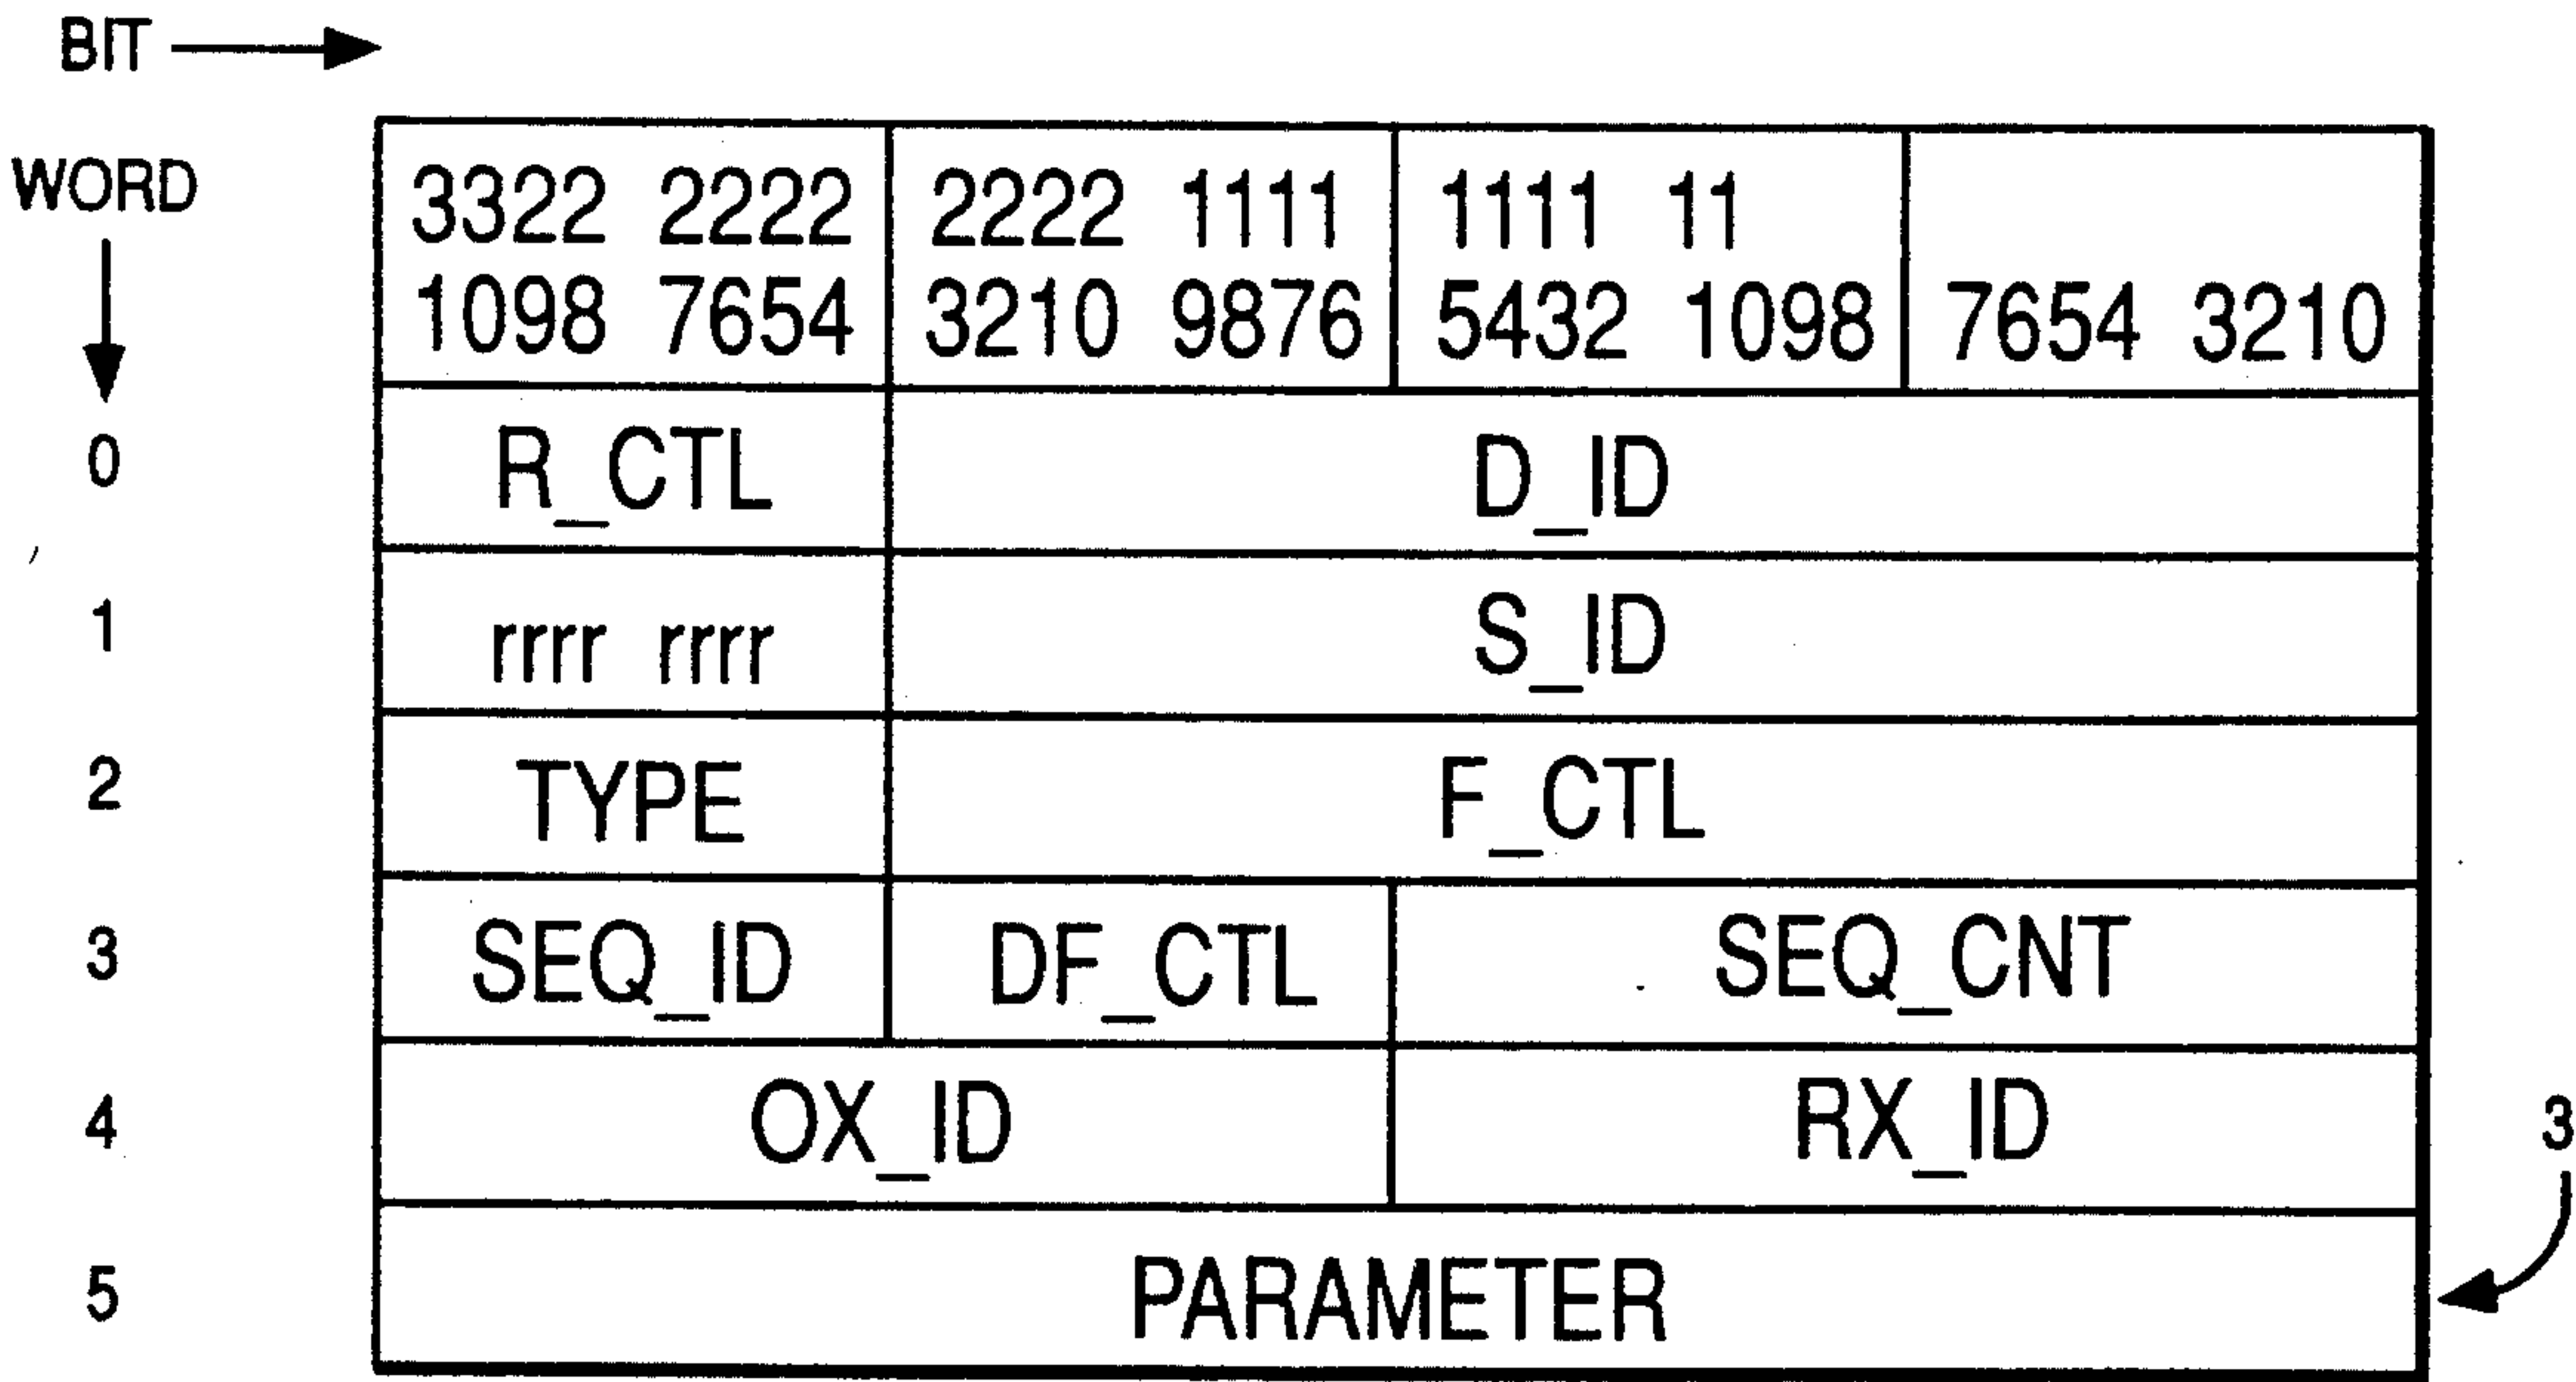 BIT
WORD
3322 2222 2222 1111 1111 11
1098 7654 3210 9876 5432 1098 7654 3210
0 R_CTL D_ID
1 rrrr rrrr S_ID
2 TYPE F_CTL
3 SEQ_ID DF_CTL SEQ_CNT
4 OX_ID RX_ID 3
5 PARAMETER